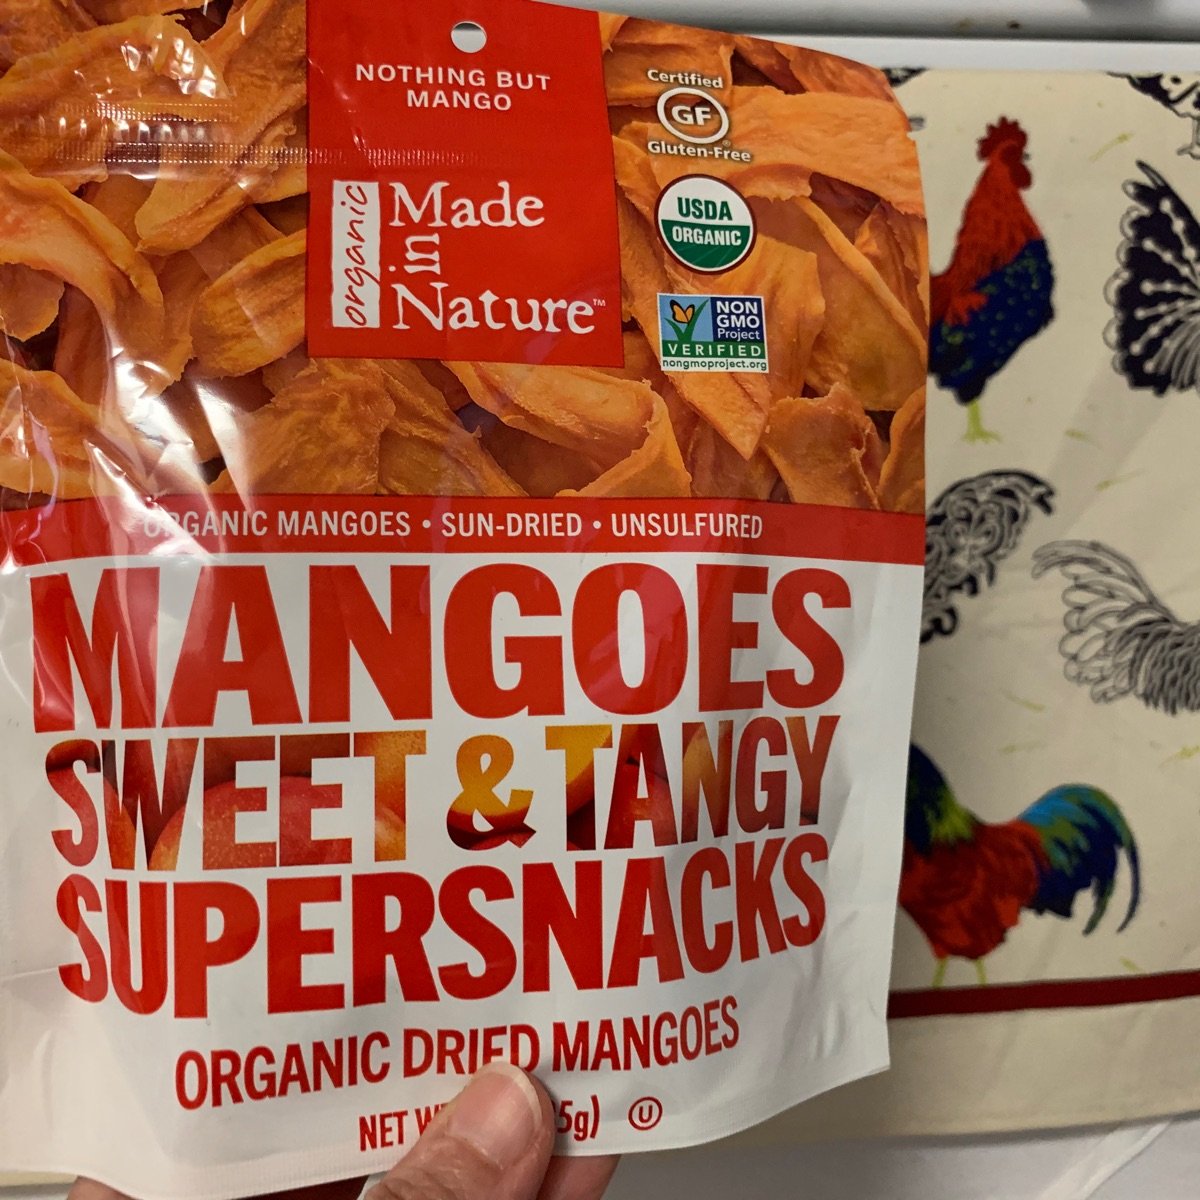 NOTHING BUT
MANGO
organic
Made
in
Nature™
Certified
GF
Gluten-Free
USDA
ORGANIC
NON
GMO
Project
VERIFIED
nongmoproject.org
ORGANIC MANGOES • SUN-DRIED • UNSULFURED
MANGOES
SWEET & TANGY
SUPERSNACKS
ORGANIC DRIED MANGOES
NET 5g) U